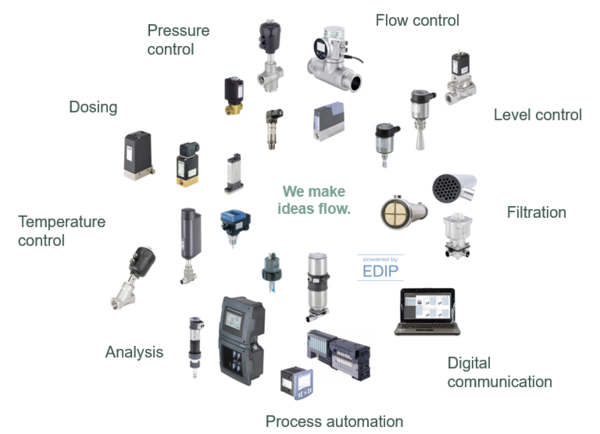 Flow control
Pressure
control
Dosing
Level control
We make
ideas flow.
Temperature
control
Filtration
powered by
EDIP
Analysis
Digital
communication
Process automation